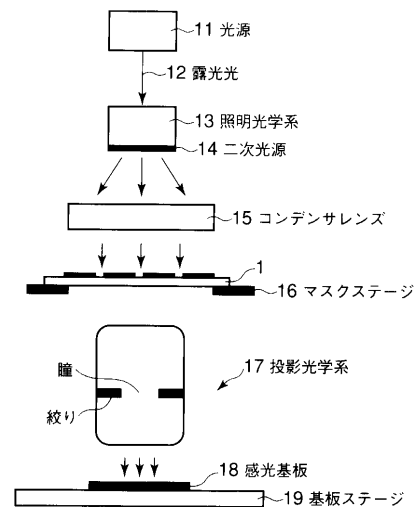 11 光源
12 露光光
13 照明光学系
14 二次光源
15 コンデンサレンズ
1
16 マスクステージ
瞳
17 投影光学系
絞り
18 感光基板
19 基板ステージ